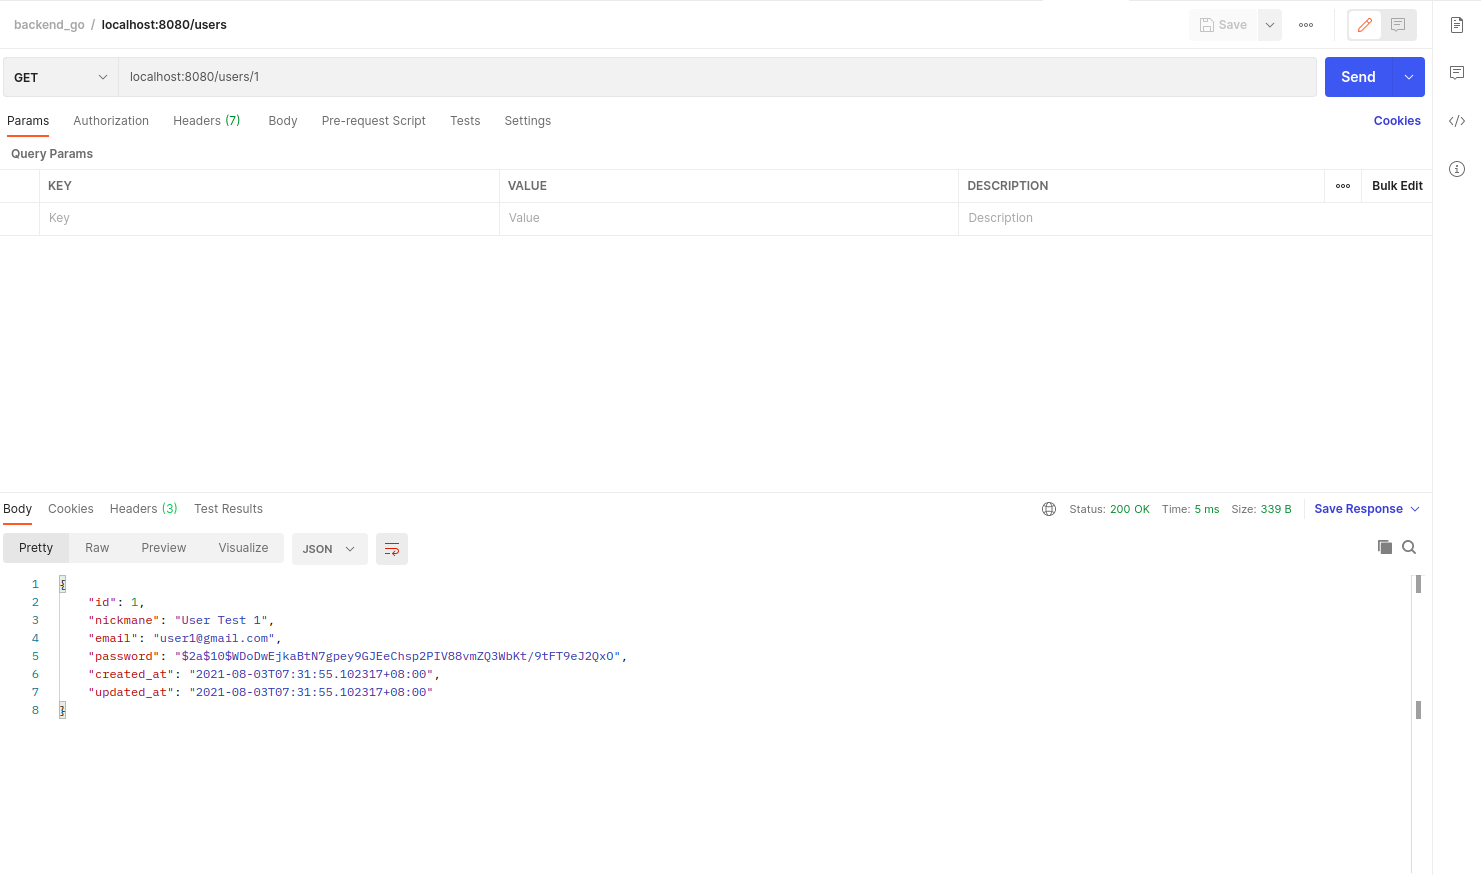 backend_go / localhost:8080/users
Save
GET localhost:8080/users/1 Send
Params Authorization Headers (7) Body Pre-request Script Tests Settings Cookies
Query Params
KEY VALUE DESCRIPTION Bulk Edit
Key Value Description
Body Cookies Headers (3) Test Results Status: 200 OK Time: 5 ms Size: 339 B Save Response
Pretty Raw Preview Visualize JSON
1 {
2 "id": 1,
3 "nickmane": "User Test 1",
4 "email": "user1@gmail.com",
5 "password": "$2a$10$WDoDwEjkaBtN7gpey9GJEeChsp2PIV88vmZQ3WbKt/9tFT9eJ2QxO",
6 "created_at": "2021-08-03T07:31:55.102317+08:00",
7 "updated_at": "2021-08-03T07:31:55.102317+08:00"
8 }